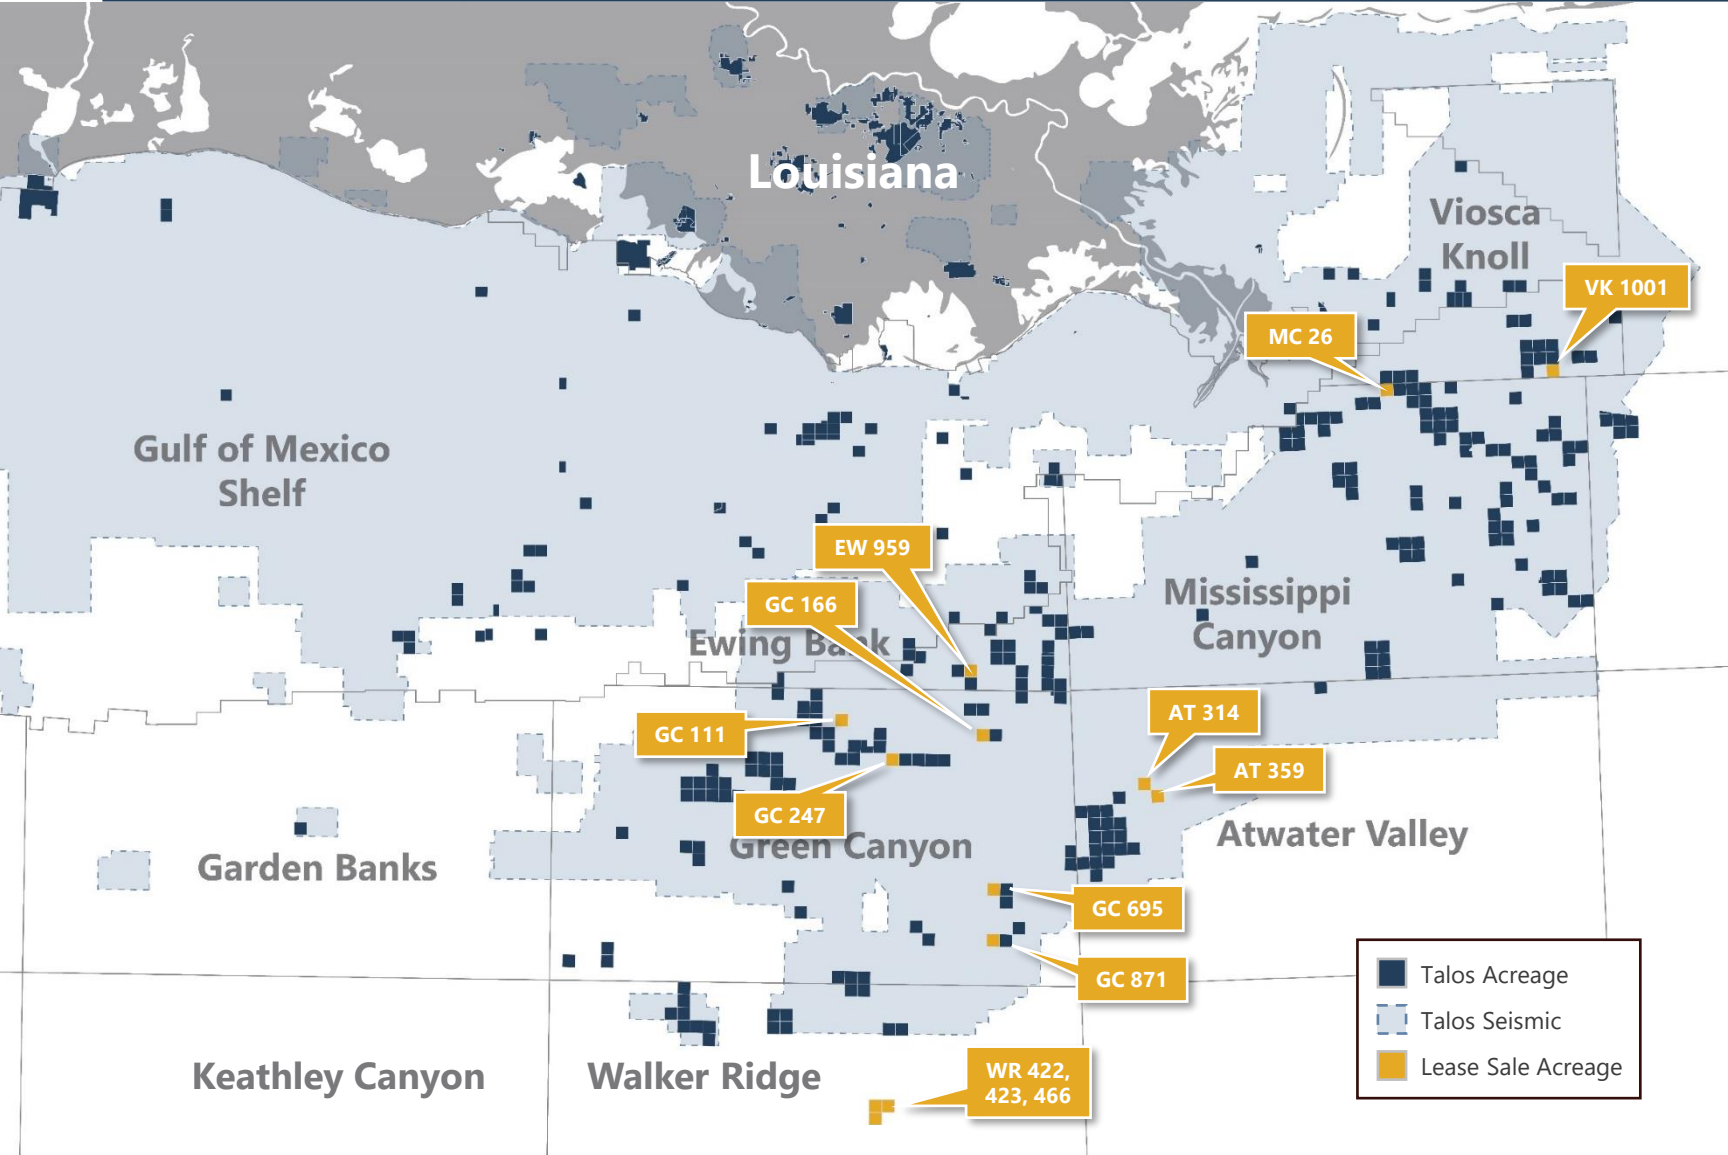 Louisiana
Viosca
Knoll
VK 1001
MC 26
Gulf of Mexico
Shelf
EW 959
GC 166
Mississippi
Canyon
Ewing Bank
AT 314
GC 111
AT 359
GC 247
Atwater Valley
Green Canyon
Garden Banks
GC 695
GC 871
Talos Acreage
Talos Seismic
Lease Sale Acreage
Keathley Canyon
Walker Ridge
WR 422,
423, 466